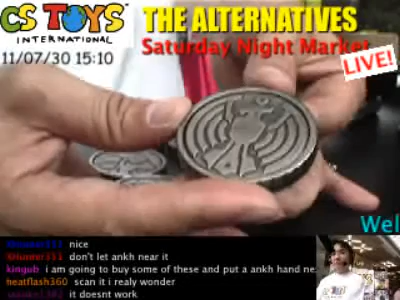 CS TOYS
INTERNATIONAL
THE ALTERNATIVES
Saturday Night Market
LIVE!
11/07/30 15:10
Wel
nice
don't let ankh near it
kingub i am going to buy some of these and put a ankh hand ne
heatflash360 scan it i realy wonder
it doesnt work